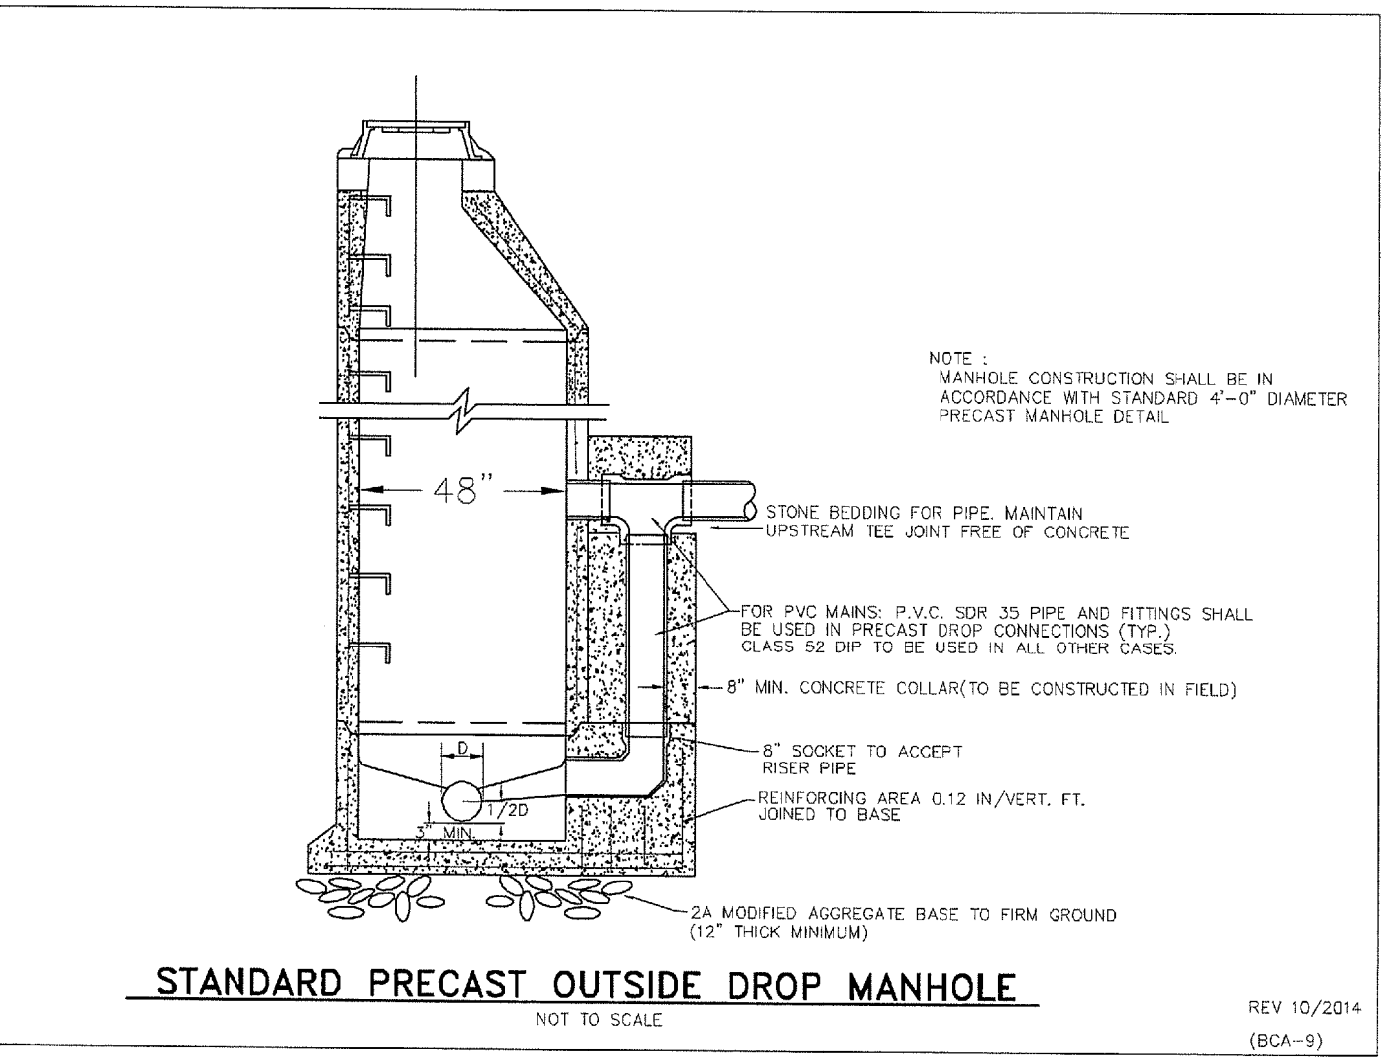 NOTE :
MANHOLE CONSTRUCTION SHALL BE IN
ACCORDANCE WITH STANDARD 4'-0" DIAMETER
PRECAST MANHOLE DETAIL
48"
STONE BEDDING FOR PIPE. MAINTAIN
UPSTREAM TEE JOINT FREE OF CONCRETE
FOR PVC MAINS: P.V.C. SDR 35 PIPE AND FITTINGS SHALL
BE USED IN PRECAST DROP CONNECTIONS (TYP.)
CLASS 52 DIP TO BE USED IN ALL OTHER CASES.
8" MIN. CONCRETE COLLAR(TO BE CONSTRUCTED IN FIELD)
D
8" SOCKET TO ACCEPT
RISER PIPE
1/2D
3" MIN.
REINFORCING AREA 0.12 IN/VERT. FT.
JOINED TO BASE
2A MODIFIED AGGREGATE BASE TO FIRM GROUND
(12" THICK MINIMUM)
STANDARD PRECAST OUTSIDE DROP MANHOLE
NOT TO SCALE
REV 10/2014
(BCA-9)